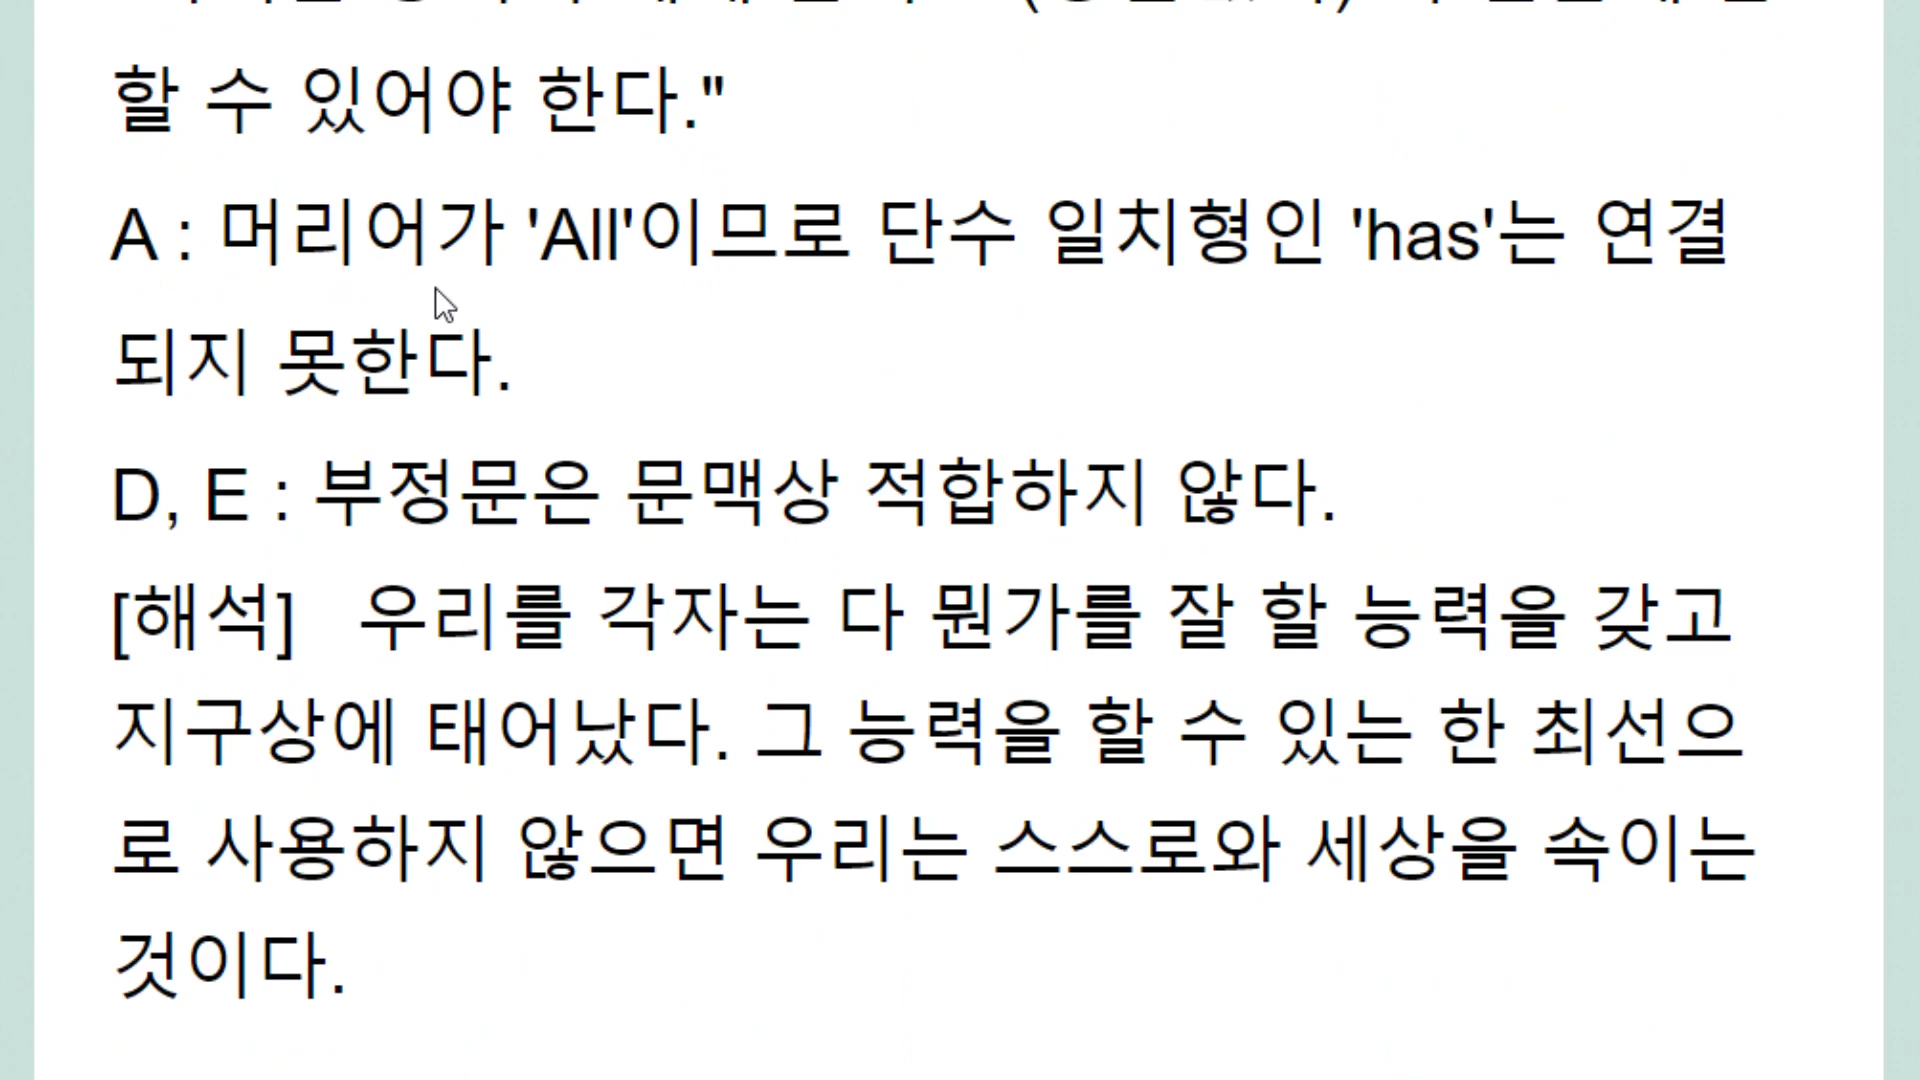 할 수 있어야 한다."
A : 머리어가 'All'이므로 단수 일치형인 'has'는 연결
되지 못한다.
D, E : 부정문은 문맥상 적합하지 않다.
[해석] 우리를 각자는 다 뭔가를 잘 할 능력을 갖고
지구상에 태어났다. 그 능력을 할 수 있는 한 최선으
로 사용하지 않으면 우리는 스스로와 세상을 속이는
것이다.